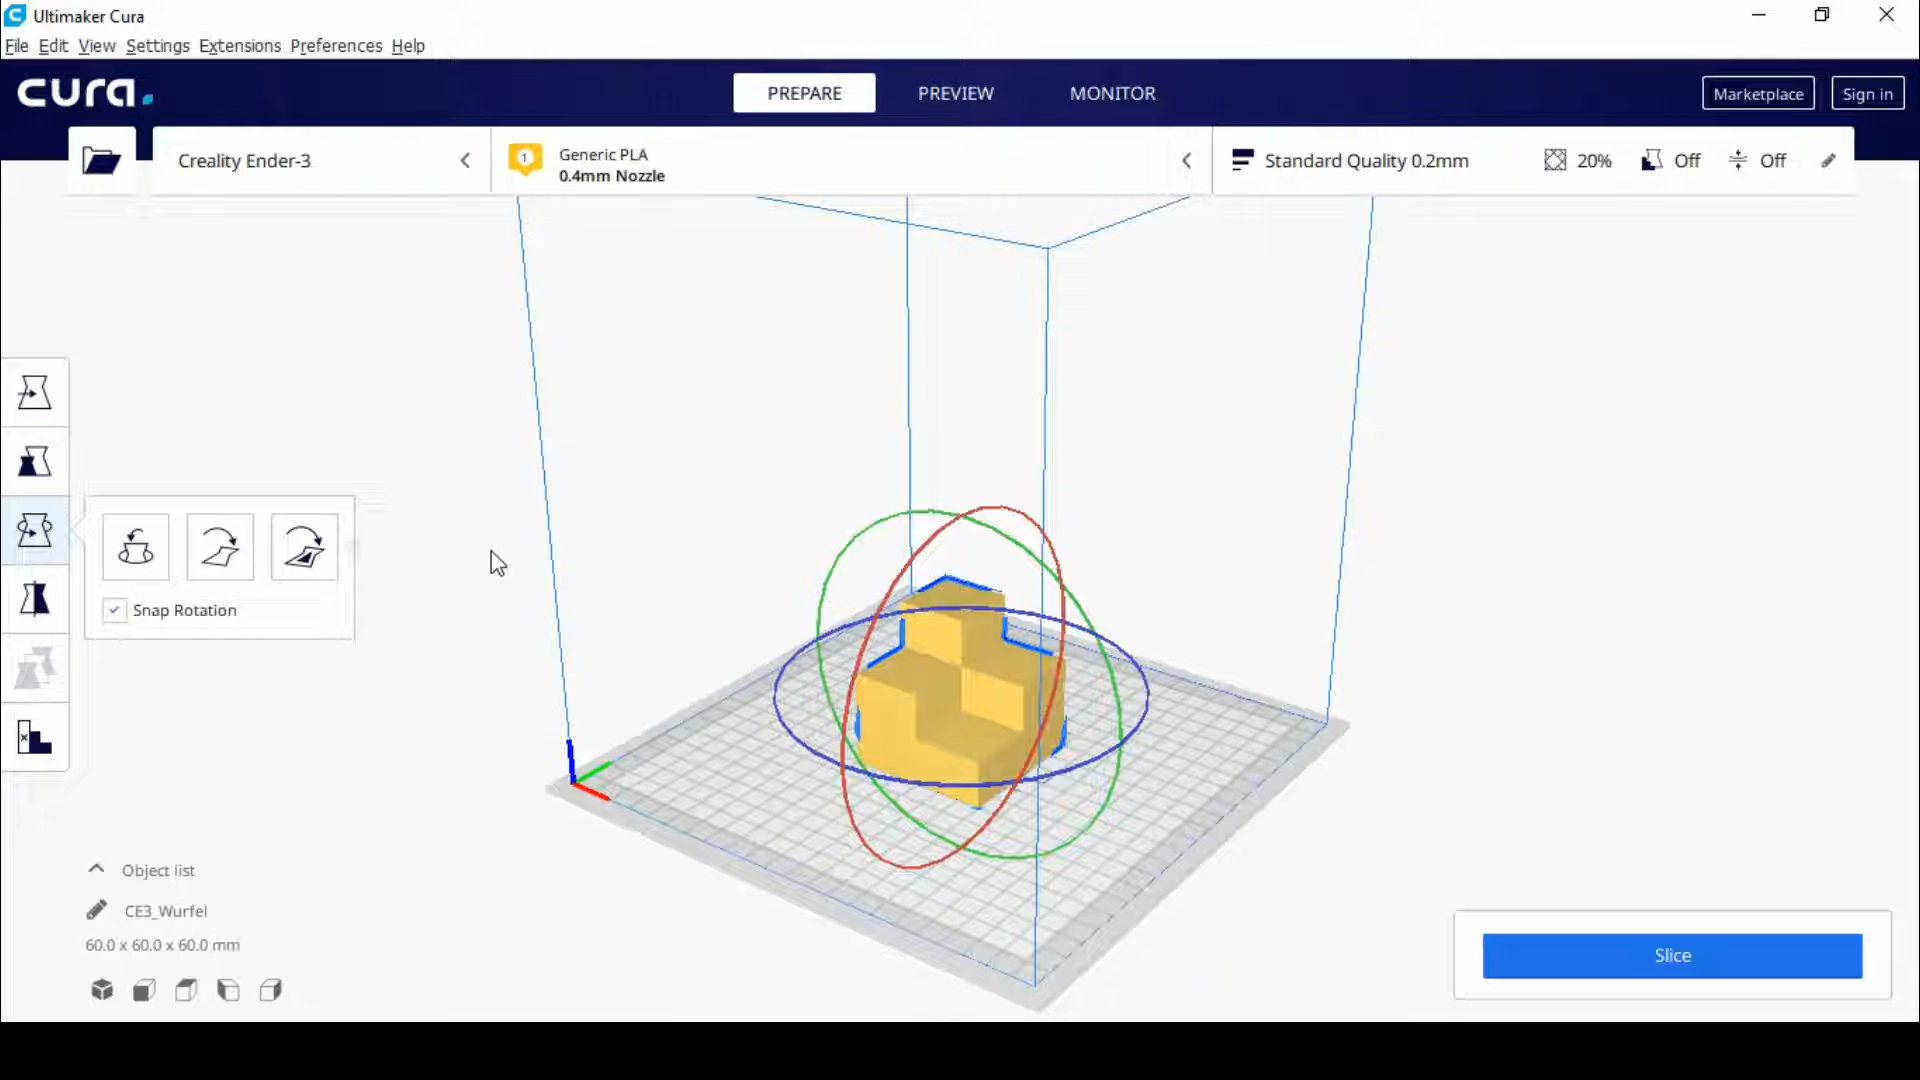 Ultimaker Cura
File Edit View Settings Extensions Preferences Help
cura.
PREPARE
PREVIEW
MONITOR
Marketplace
Sign in
Creality Ender-3
1
Generic PLA
0.4mm Nozzle
Standard Quality 0.2mm
20%
Off
Off
Snap Rotation
Object list
CE3_Wurfel
60.0 x 60.0 x 60.0 mm
Slice